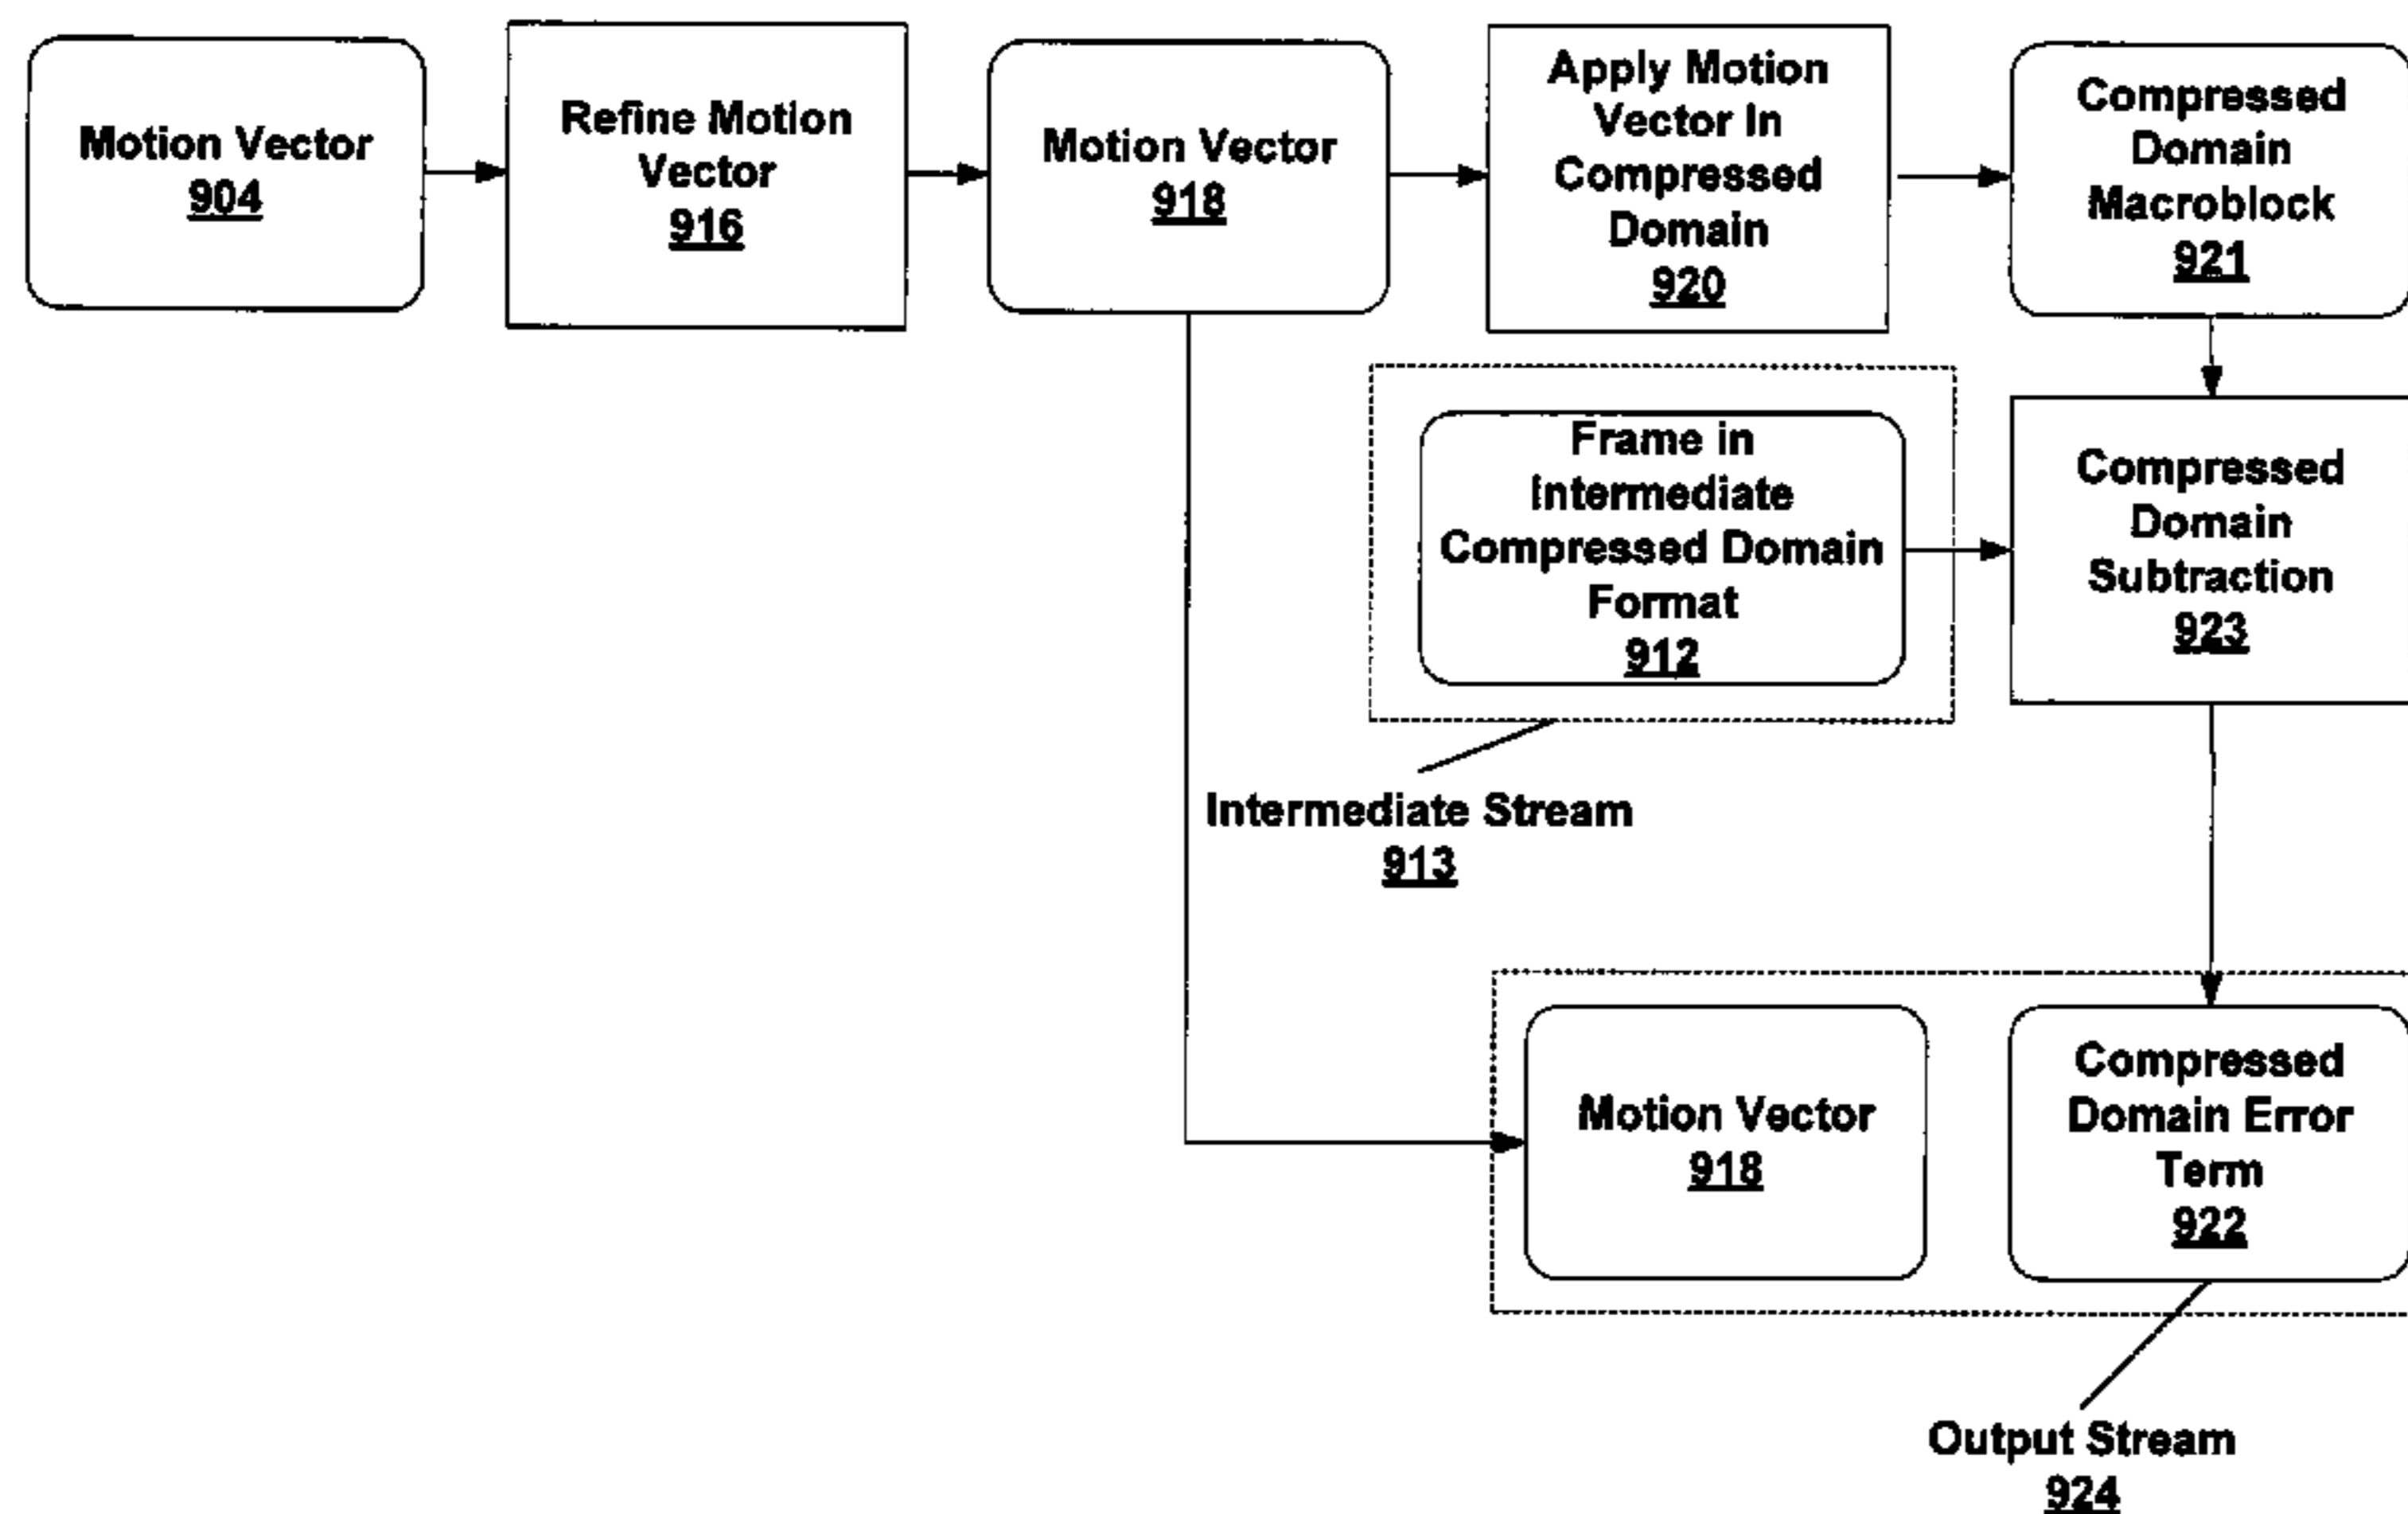 Motion Vector
904
Refine Motion
Vector
916
Motion Vector
918
Apply Motion
Vector In
Compressed
Domain
920
Compressed
Domain
Macroblock
921
Frame in
Intermediate
Compressed Domain
Format
912
Compressed
Domain
Subtraction
923
Intermediate Stream
913
Motion Vector
918
Compressed
Domain Error
Term
922
Output Stream
924